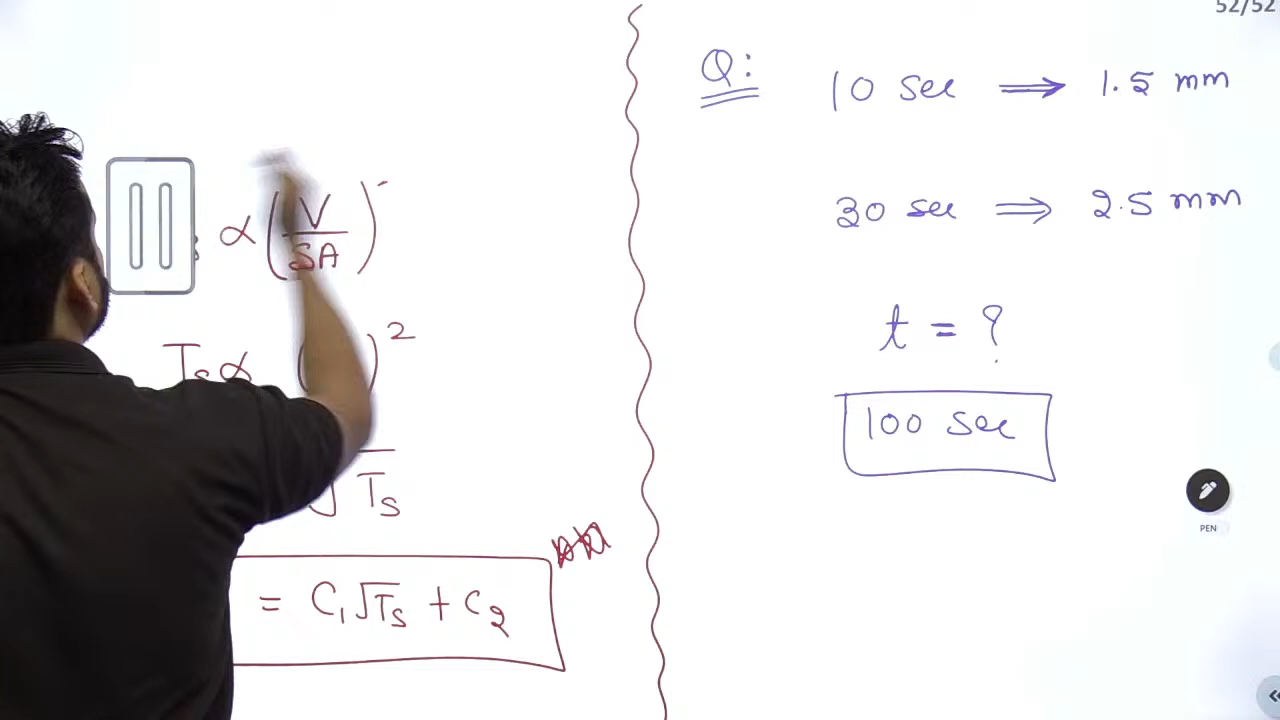 52/52
Q: 10 sec ⟹ 1.5 mm
30 sec ⟹ 2.5 mm
t = ?
100 sec
∝ (V/SA)
Ts ∝ ( )²
√Ts
= C₁√Ts + C₂
PEN